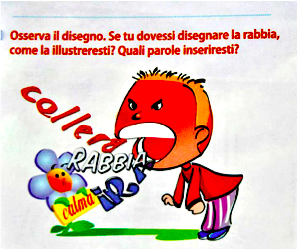 Osserva il disegno. Se tu dovessi disegnare la rabbia,
come la illustreresti? Quali parole inseriresti?
collera
RABBIA
ira
calma